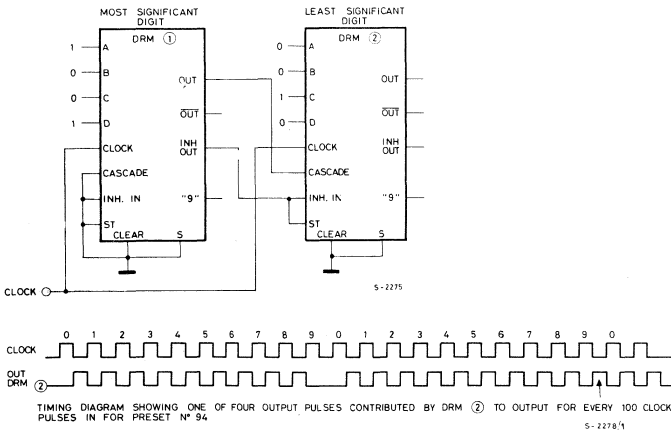 MOST SIGNIFICANT
DIGIT
LEAST SIGNIFICANT
DIGIT
DRM ①
1 A
0 B
0 C
1 D
CLOCK
CASCADE
INH. IN
ST
CLEAR S
OUT
OUT
INH
OUT
"9"
DRM ②
0 A
0 B
1 C
0 D
CLOCK
CASCADE
INH. IN
ST
CLEAR S
OUT
OUT
INH
OUT
"9"
CLOCK
S-2275
0 1 2 3 4 5 6 7 8 9 0 1 2 3 4 5 6 7 8 9 0
CLOCK
OUT
DRM ②
TIMING DIAGRAM SHOWING ONE OF FOUR OUTPUT PULSES CONTRIBUTED BY DRM ② TO OUTPUT FOR EVERY 100 CLOCK
PULSES IN FOR PRESET N° 94
S-2278/1